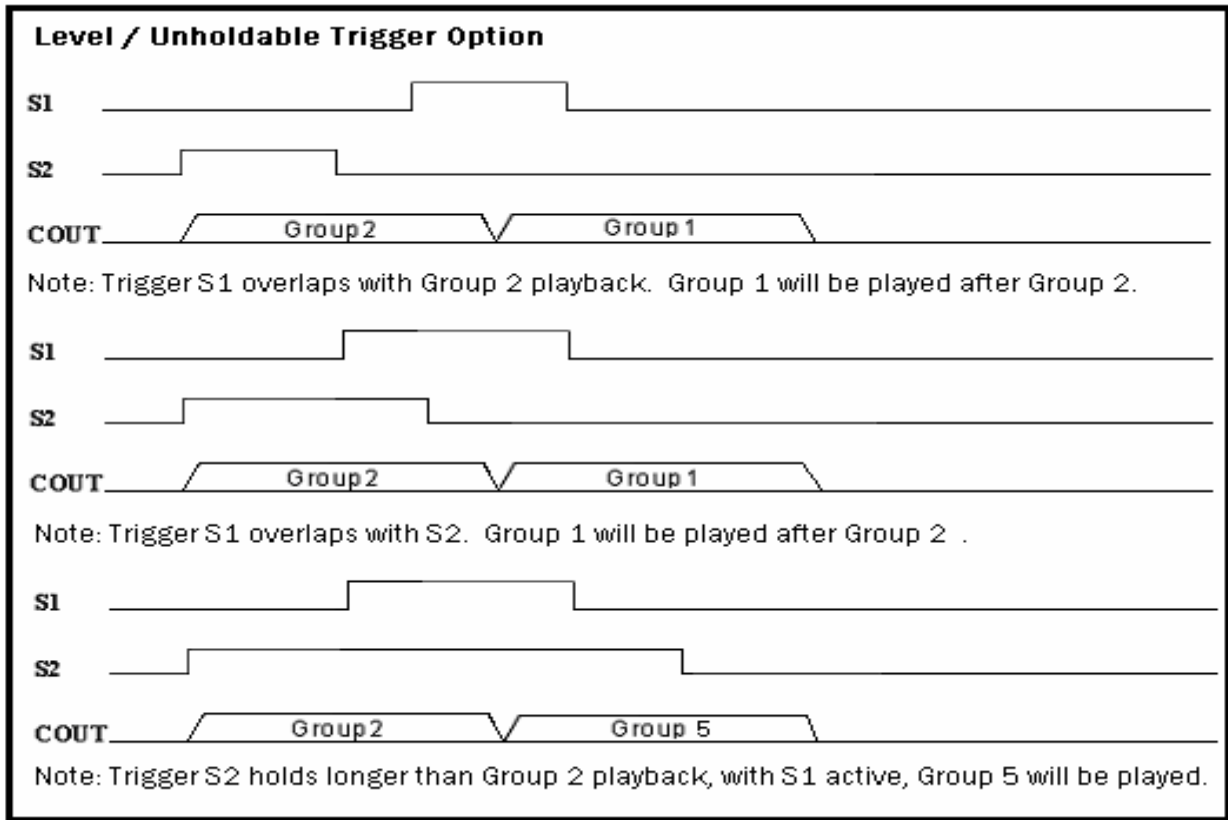 Level / Unholdable Trigger Option
S1
S2
COUT Group2 Group1
Note: Trigger S1 overlaps with Group 2 playback. Group 1 will be played after Group 2.
S1
S2
COUT Group2 Group1
Note: Trigger S1 overlaps with S2. Group 1 will be played after Group 2 .
S1
S2
COUT Group2 Group 5
Note: Trigger S2 holds longer than Group 2 playback, with S1 active, Group 5 will be played.